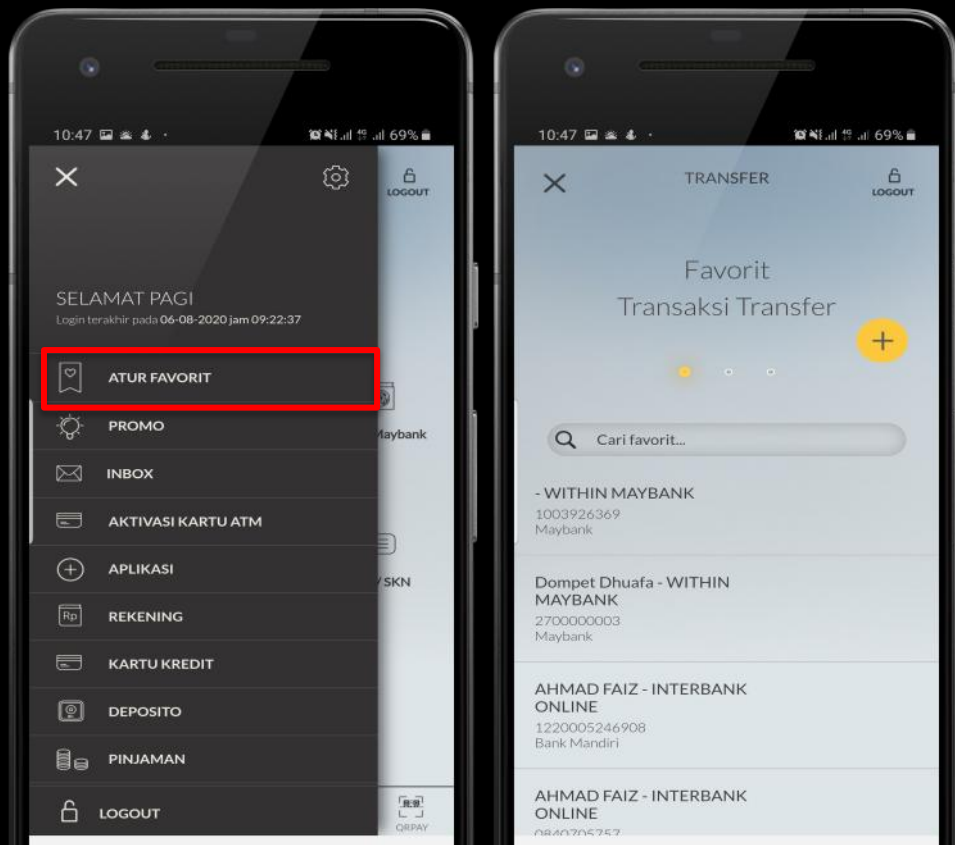 10:47
69%
LOGOUT
SELAMAT PAGI
Login terakhir pada 06-08-2020 jam 09:22:37
ATUR FAVORIT
PROMO
Maybank
INBOX
AKTIVASI KARTU ATM
APLIKASI
/ SKN
REKENING
Rp
KARTU KREDIT
DEPOSITO
PINJAMAN
LOGOUT
QRPAY
10:47
69%
TRANSFER
LOGOUT
Favorit
Transaksi Transfer
Cari favorit...
- WITHIN MAYBANK
1003926369
Maybank
Dompet Dhuafa - WITHIN
MAYBANK
2700000003
Maybank
AHMAD FAIZ - INTERBANK
ONLINE
1220005246908
Bank Mandiri
AHMAD FAIZ - INTERBANK
ONLINE
0840705757